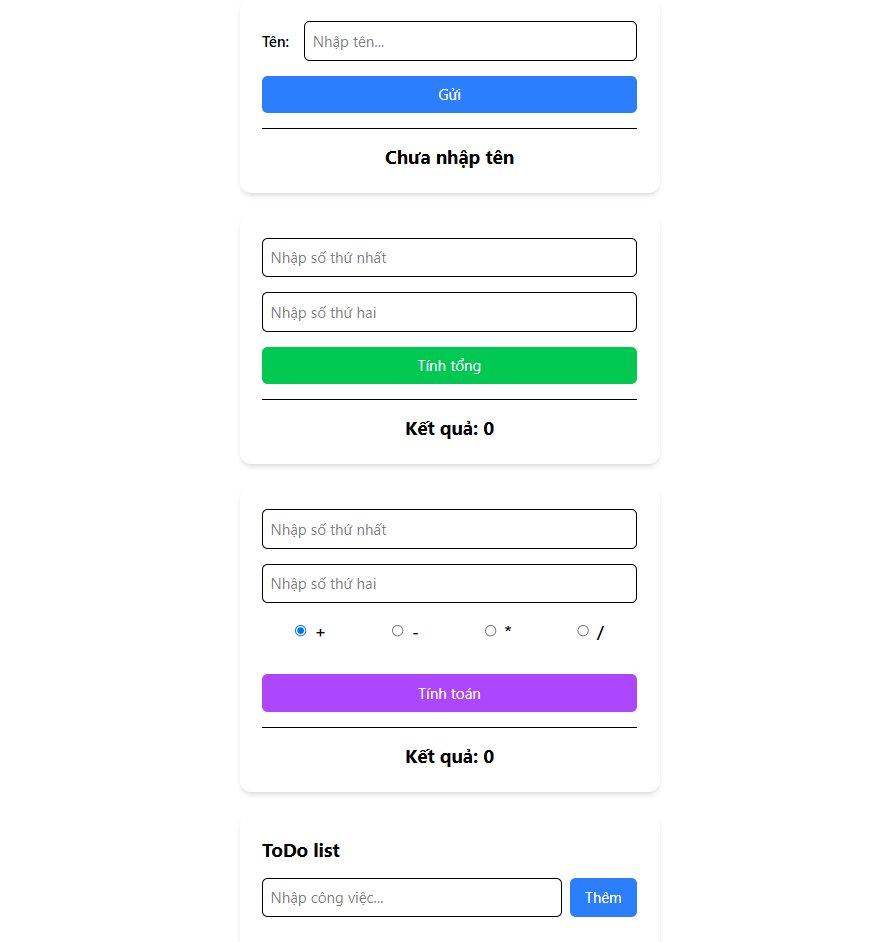 Tên: Nhập tên...
Gửi
Chưa nhập tên
Nhập số thứ nhất
Nhập số thứ hai
Tính tổng
Kết quả: 0
Nhập số thứ nhất
Nhập số thứ hai
+ - * /
Tính toán
Kết quả: 0
ToDo list
Nhập công việc... Thêm